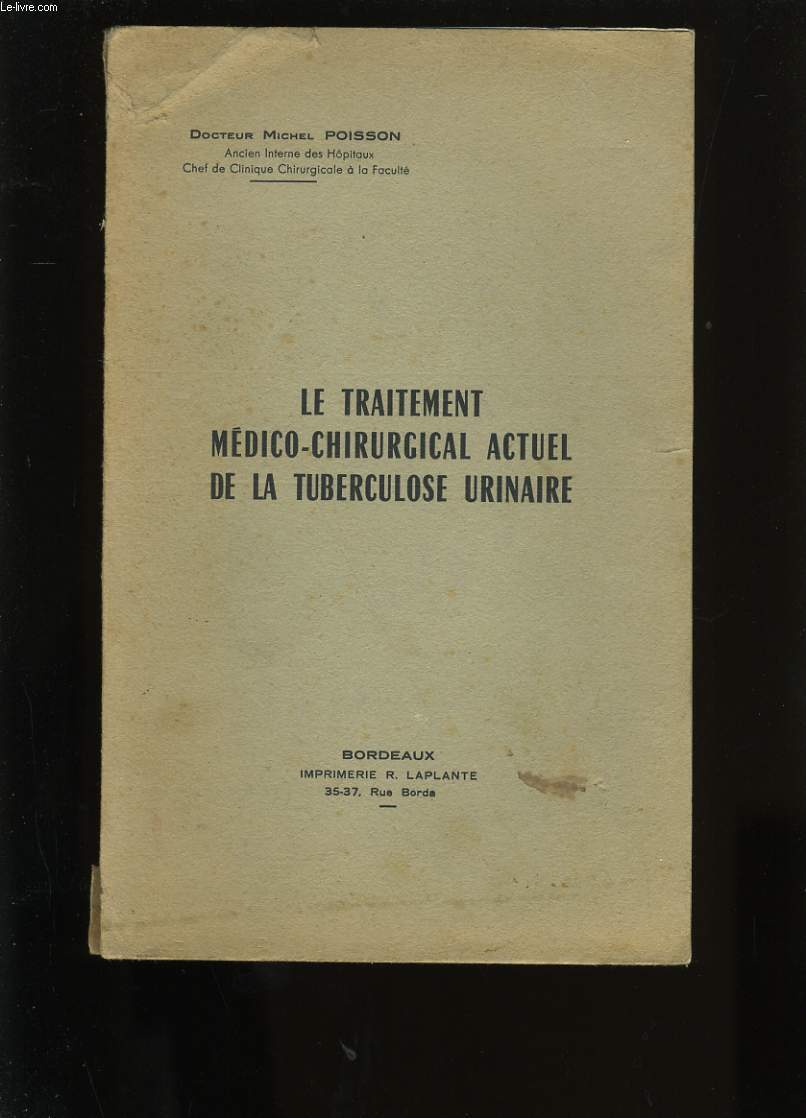 Le-livre.com
DOCTEUR MICHEL POISSON
Ancien Interne des Hôpitaux
Chef de Clinique Chirurgicale à la Faculté
LE TRAITEMENT
MÉDICO-CHIRURGICAL ACTUEL
DE LA TUBERCULOSE URINAIRE
BORDEAUX
IMPRIMERIE R. LAPLANTE
35-37, Rue Borde